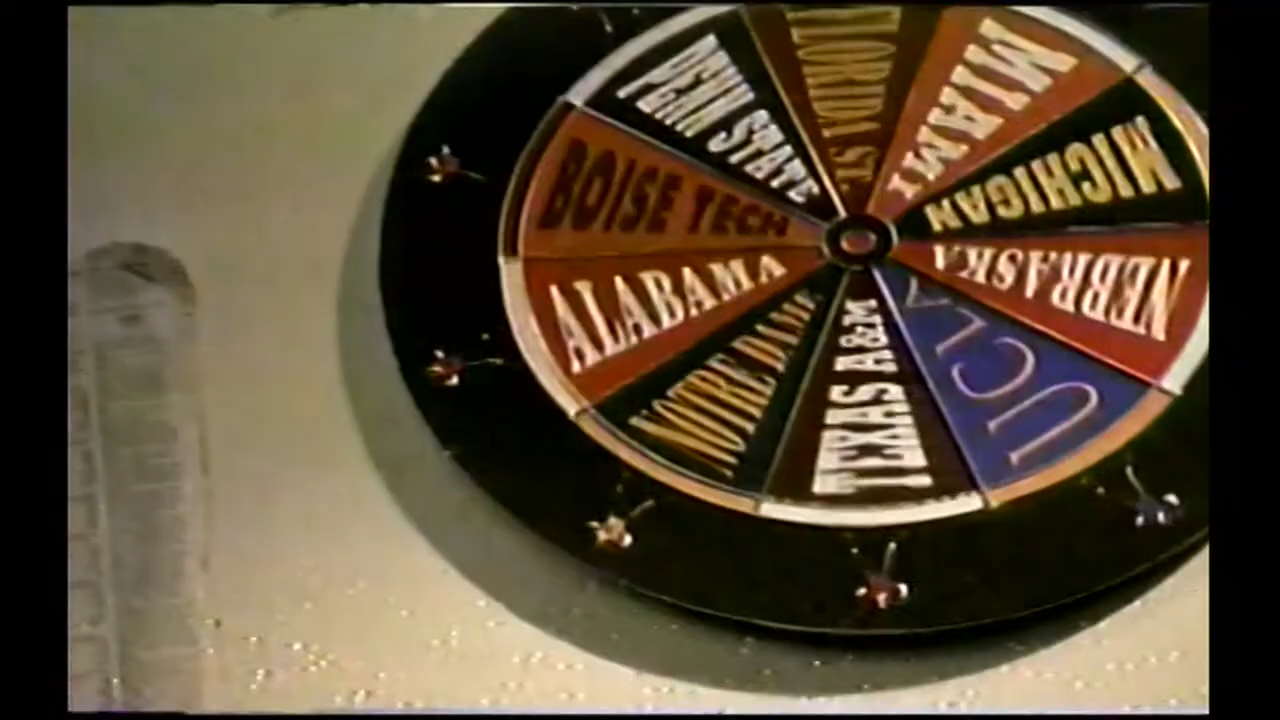 FLORIDA ST.
MIAMI
MICHIGAN
NEBRASKA
UCLA
TEXAS A&M
NOTRE DAME
ALABAMA
BOISE TECH
PENN STATE